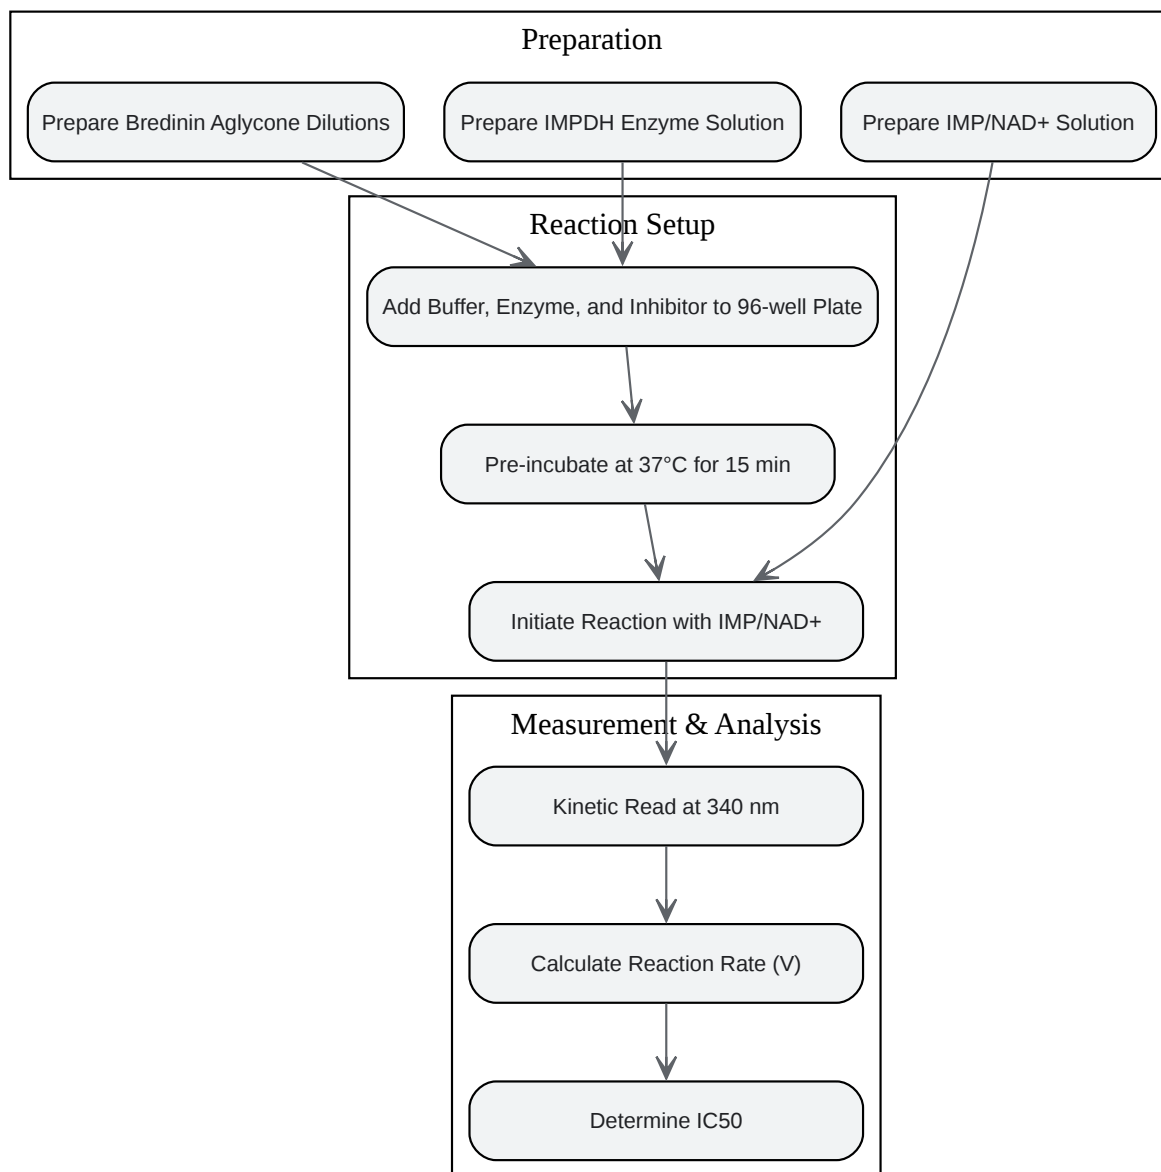 Preparation
Prepare Bredinin Aglycone Dilutions
Prepare IMPDH Enzyme Solution
Prepare IMP/NAD+ Solution
Reaction Setup
Add Buffer, Enzyme, and Inhibitor to 96-well Plate
Pre-incubate at 37°C for 15 min
Initiate Reaction with IMP/NAD+
Measurement & Analysis
Kinetic Read at 340 nm
Calculate Reaction Rate (V)
Determine IC50